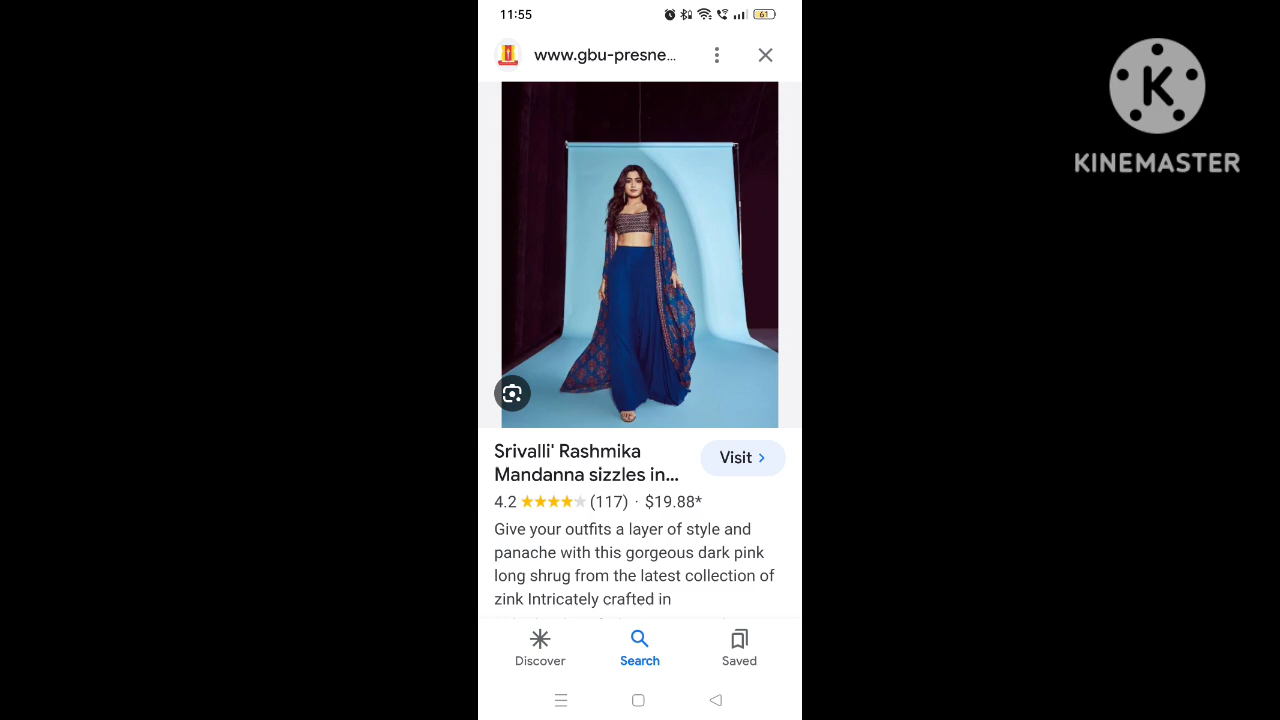 11:55
61
www.gbu-presne...
K
KINEMASTER
Srivalli' Rashmika
Mandanna sizzles in...
Visit
4.2 ★★★★★ (117) · $19.88*
Give your outfits a layer of style and
panache with this gorgeous dark pink
long shrug from the latest collection of
zink Intricately crafted in
Discover
Search
Saved